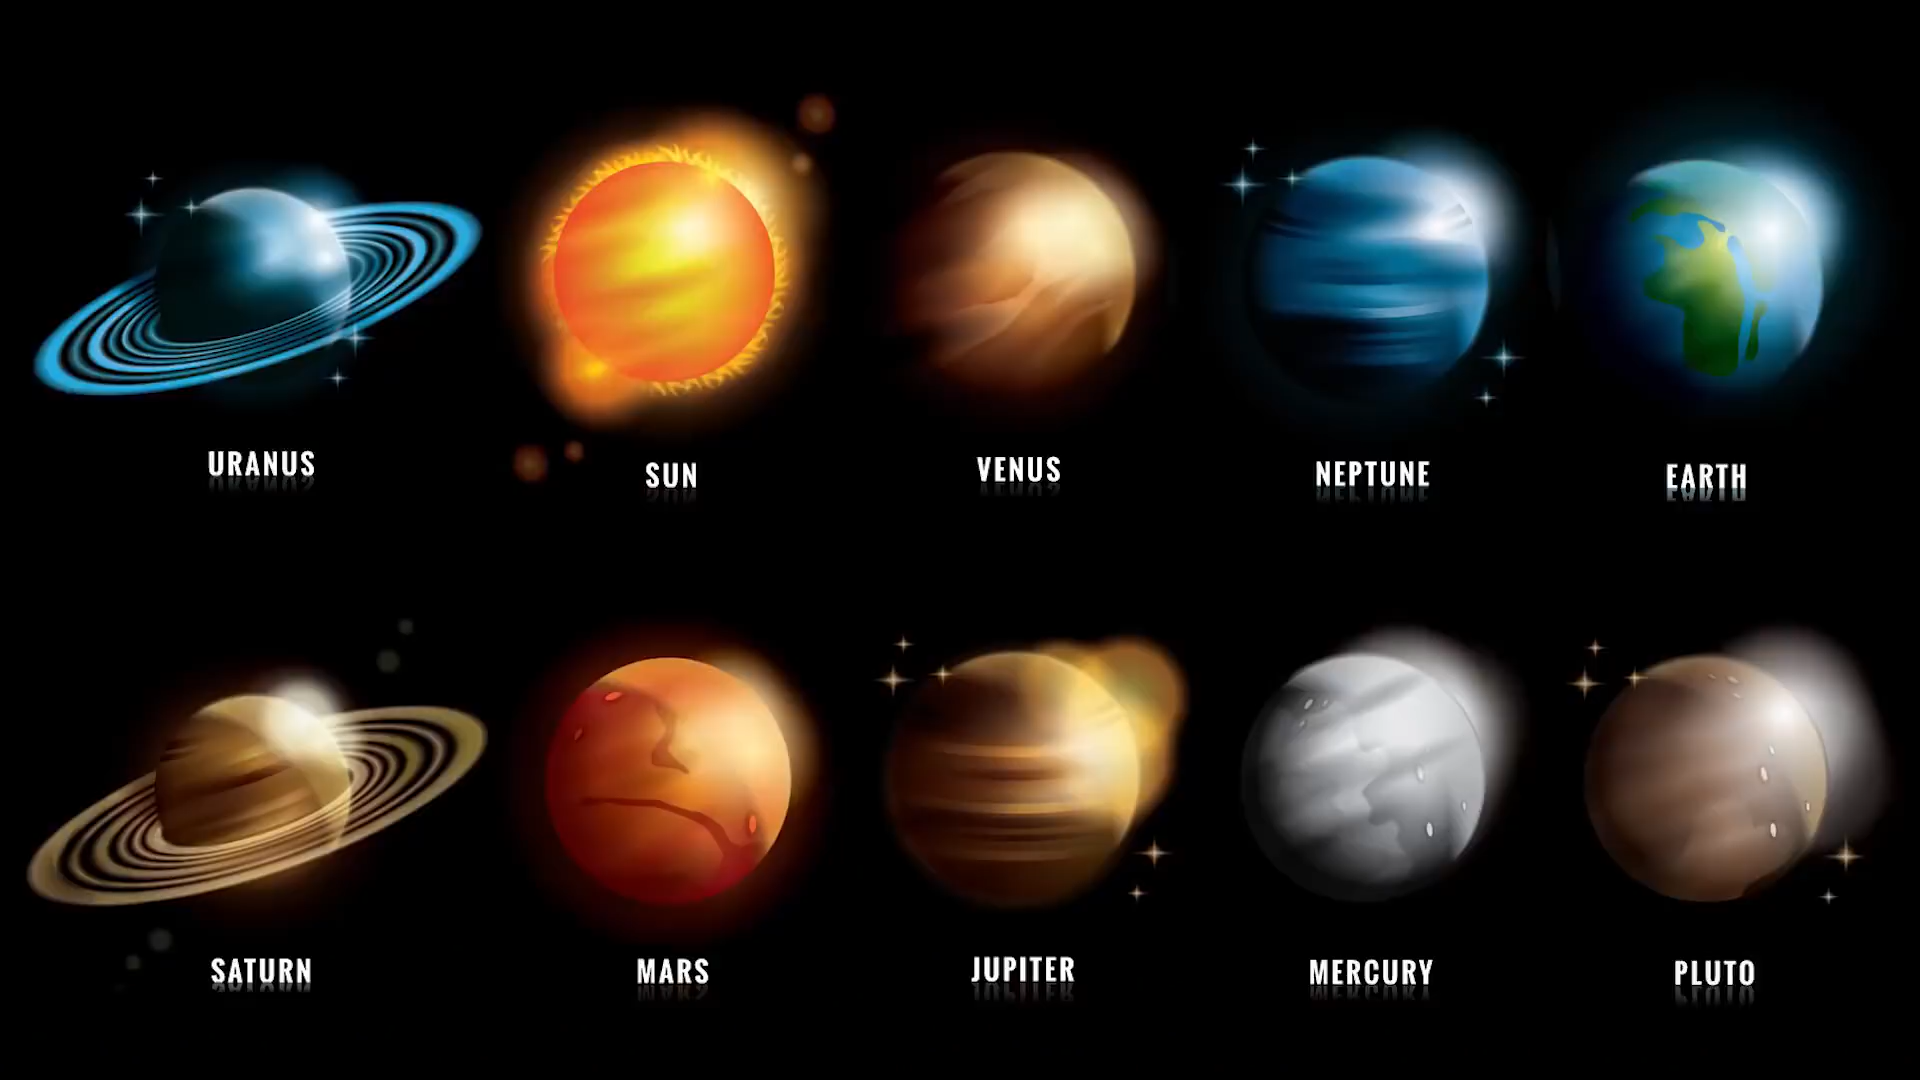 URANUS
SUN
VENUS
NEPTUNE
EARTH
SATURN
MARS
JUPITER
MERCURY
PLUTO